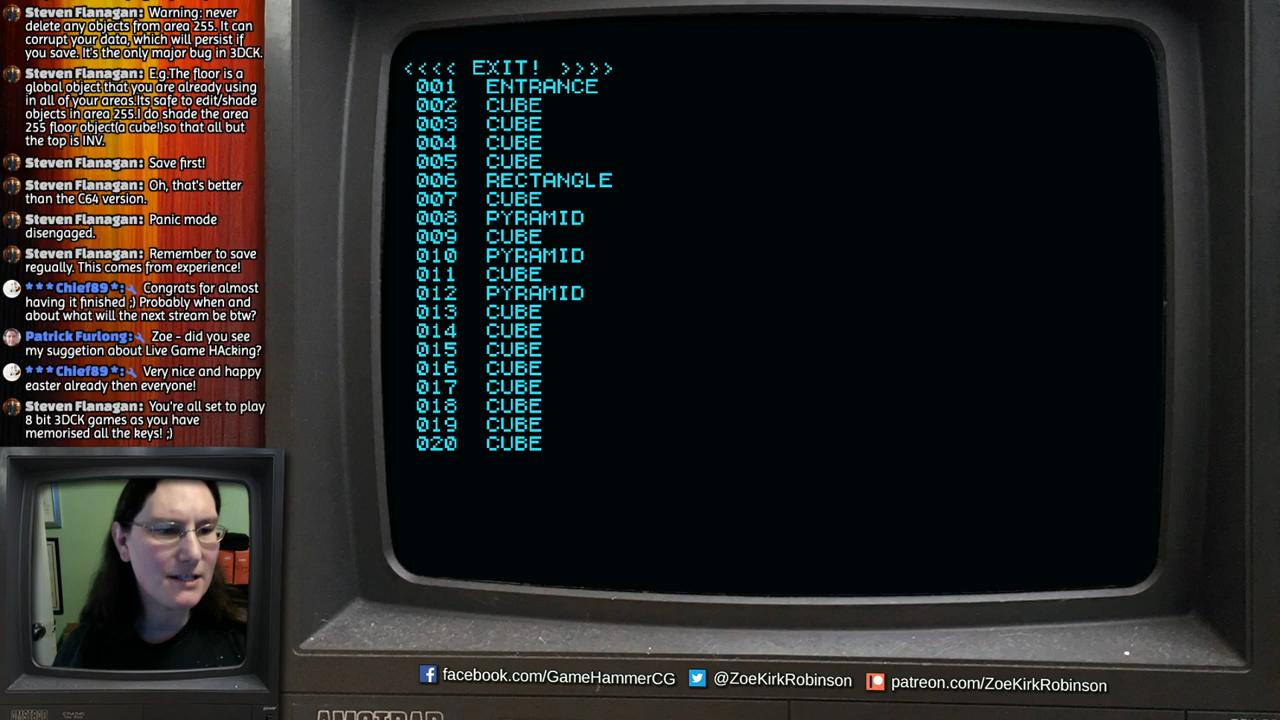 Steven Flanagan: Warning: never
delete any objects from area 255. It can
corrupt your data, which will persist if
you save. It's the only major bug in 3DCK.
Steven Flanagan: E.g.The floor is a
global object that you are already using
in all of your areas.Its safe to edit/shade
objects in area 255.I do shade the area
255 floor object(a cube!)so that all but
the top is INV.
Steven Flanagan: Save first!
Steven Flanagan: Oh, that's better
than the C64 version.
Steven Flanagan: Panic mode
disengaged.
Steven Flanagan: Remember to save
regually. This comes from experience!
***Chief89*: Congrats for almost
having it finished ;) Probably when and
about what will the next stream be btw?
Patrick Furlong: Zoe - did you see
my suggetion about Live Game HAcking?
***Chief89*: Very nice and happy
easter already then everyone!
Steven Flanagan: You're all set to play
8 bit 3DCK games as you have
memorised all the keys! ;)
<<<< EXIT! >>>>
001 ENTRANCE
002 CUBE
003 CUBE
004 CUBE
005 CUBE
006 RECTANGLE
007 CUBE
008 PYRAMID
009 CUBE
010 PYRAMID
011 CUBE
012 PYRAMID
013 CUBE
014 CUBE
015 CUBE
016 CUBE
017 CUBE
018 CUBE
019 CUBE
020 CUBE
facebook.com/GameHammerCG @ZoeKirkRobinson patreon.com/ZoeKirkRobinson
AMSTRAD